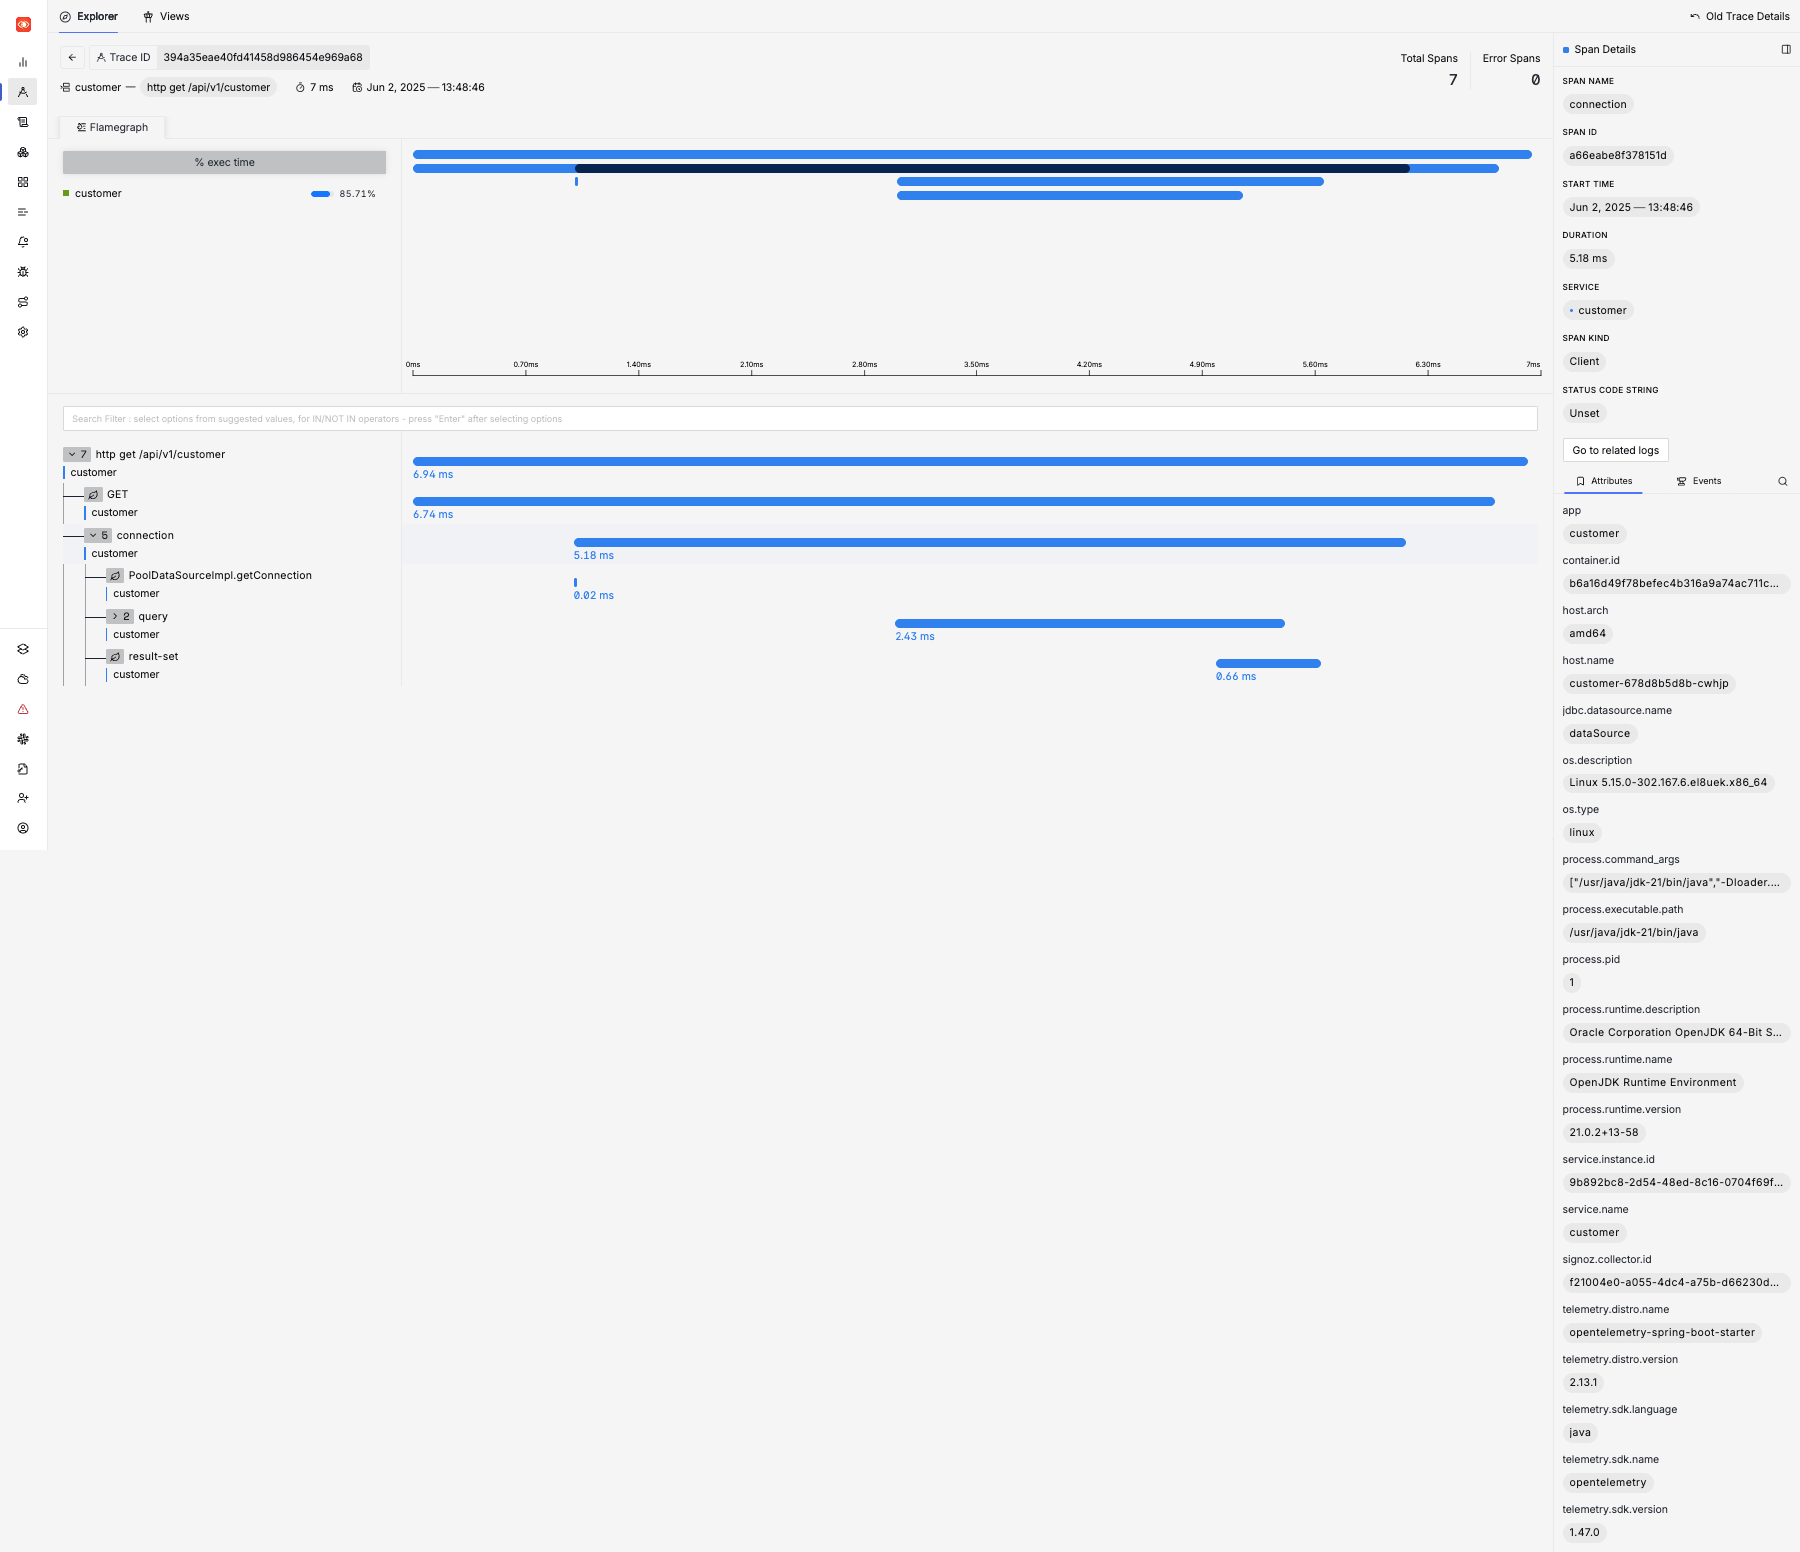 Explorer
Views
Old Trace Details
Trace ID 394a35eae40fd41458d986454e969a68
customer — http get /api/v1/customer 7 ms Jun 2, 2025 — 13:48:46
Total Spans
7
Error Spans
0
Flamegraph
% exec time
customer 85.71%
0ms 0.70ms 1.40ms 2.10ms 2.80ms 3.50ms 4.20ms 4.90ms 5.60ms 6.30ms 7ms
Search Filter : select options from suggested values, for IN/NOT IN operators - press "Enter" after selecting options
7 http get /api/v1/customer
customer
6.94 ms
GET
customer
6.74 ms
5 connection
customer
5.18 ms
PoolDataSourceImpl.getConnection
customer
0.02 ms
2 query
customer
2.43 ms
result-set
customer
0.66 ms
Span Details
SPAN NAME
connection
SPAN ID
a66eabe8f378151d
START TIME
Jun 2, 2025 — 13:48:46
DURATION
5.18 ms
SERVICE
customer
SPAN KIND
Client
STATUS CODE STRING
Unset
Go to related logs
Attributes Events
app
customer
container.id
b6a16d49f78befec4b316a9a74ac711c...
host.arch
amd64
host.name
customer-678d8b5d8b-cwhjp
jdbc.datasource.name
dataSource
os.description
Linux 5.15.0-302.167.6.el8uek.x86_64
os.type
linux
process.command_args
["/usr/java/jdk-21/bin/java","-Dloader....
process.executable.path
/usr/java/jdk-21/bin/java
process.pid
1
process.runtime.description
Oracle Corporation OpenJDK 64-Bit S...
process.runtime.name
OpenJDK Runtime Environment
process.runtime.version
21.0.2+13-58
service.instance.id
9b892bc8-2d54-48ed-8c16-0704f69f...
service.name
customer
signoz.collector.id
f21004e0-a055-4dc4-a75b-d66230d...
telemetry.distro.name
opentelemetry-spring-boot-starter
telemetry.distro.version
2.13.1
telemetry.sdk.language
java
telemetry.sdk.name
opentelemetry
telemetry.sdk.version
1.47.0